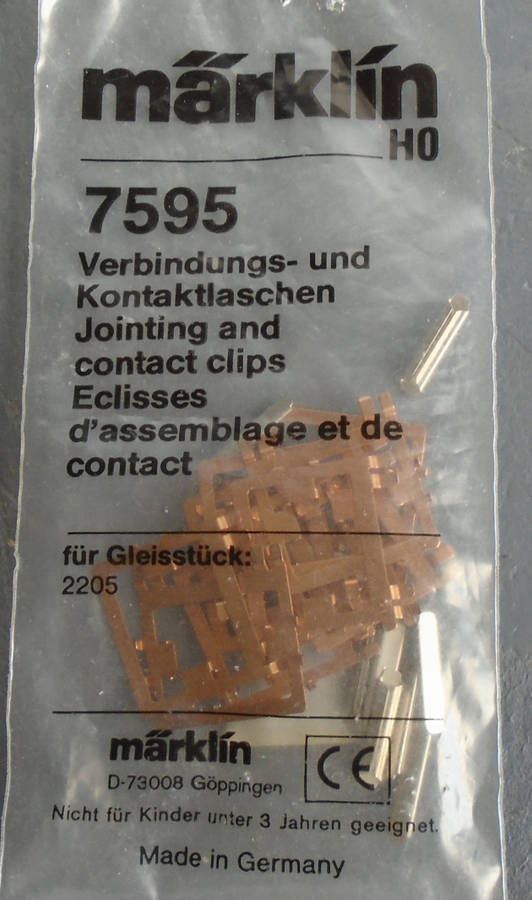 märklin
H0
7595
Verbindungs- und
Kontaktlaschen
Jointing and
contact clips
Eclisses
d'assemblage et de
contact
für Gleisstück:
2205
märklin
D-73008 Göppingen
CE
Nicht für Kinder unter 3 Jahren geeignet.
Made in Germany